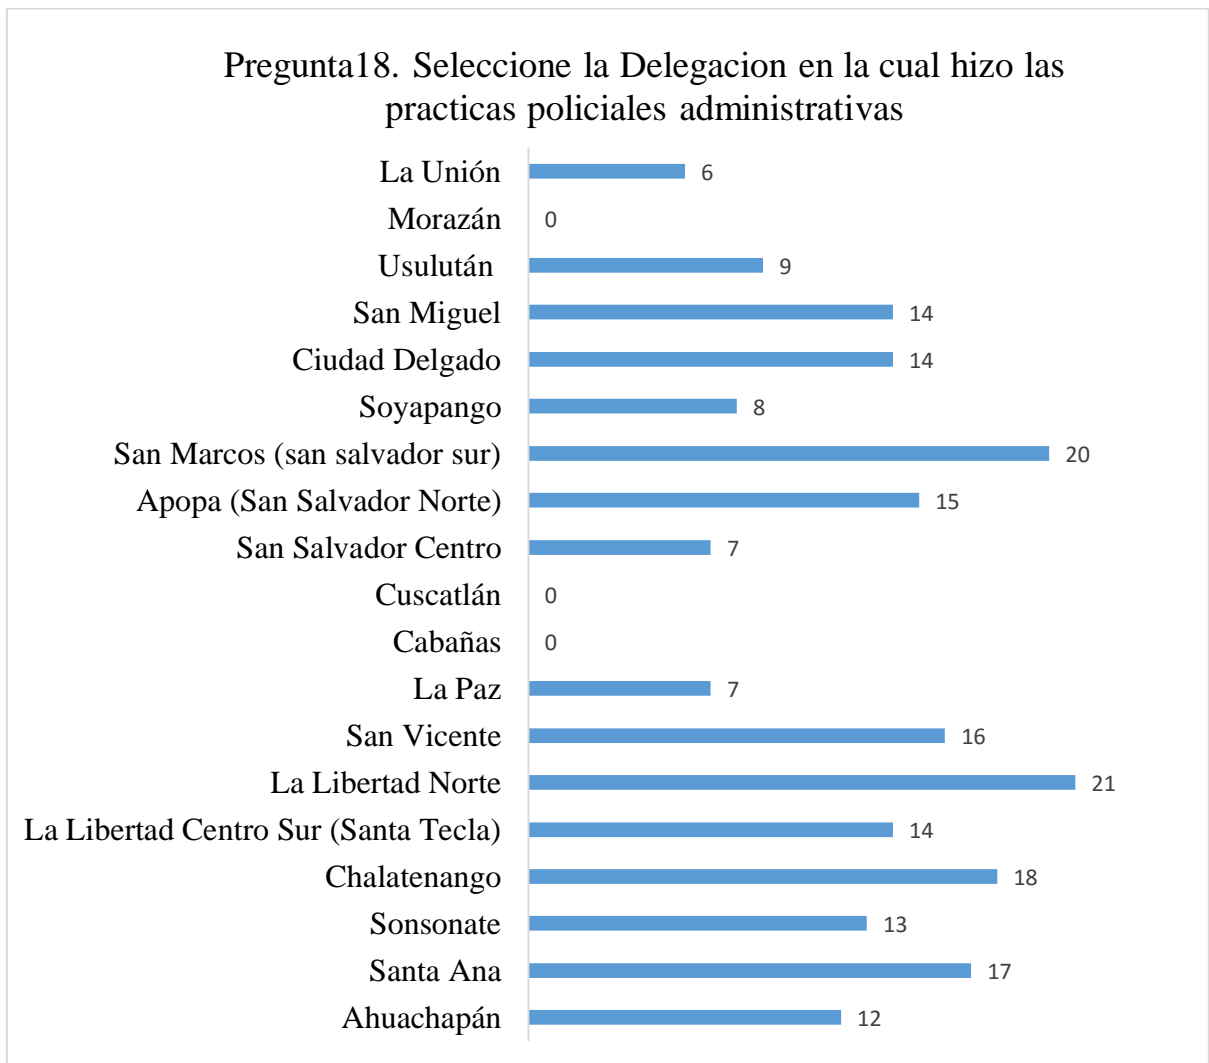 Pregunta18. Seleccione la Delegacion en la cual hizo las
practicas policiales administrativas
La Unión 6
Morazán 0
Usulután 9
San Miguel 14
Ciudad Delgado 14
Soyapango 8
San Marcos (san salvador sur) 20
Apopa (San Salvador Norte) 15
San Salvador Centro 7
Cuscatlán 0
Cabañas 0
La Paz 7
San Vicente 16
La Libertad Norte 21
La Libertad Centro Sur (Santa Tecla) 14
Chalatenango 18
Sonsonate 13
Santa Ana 17
Ahuachapán 12